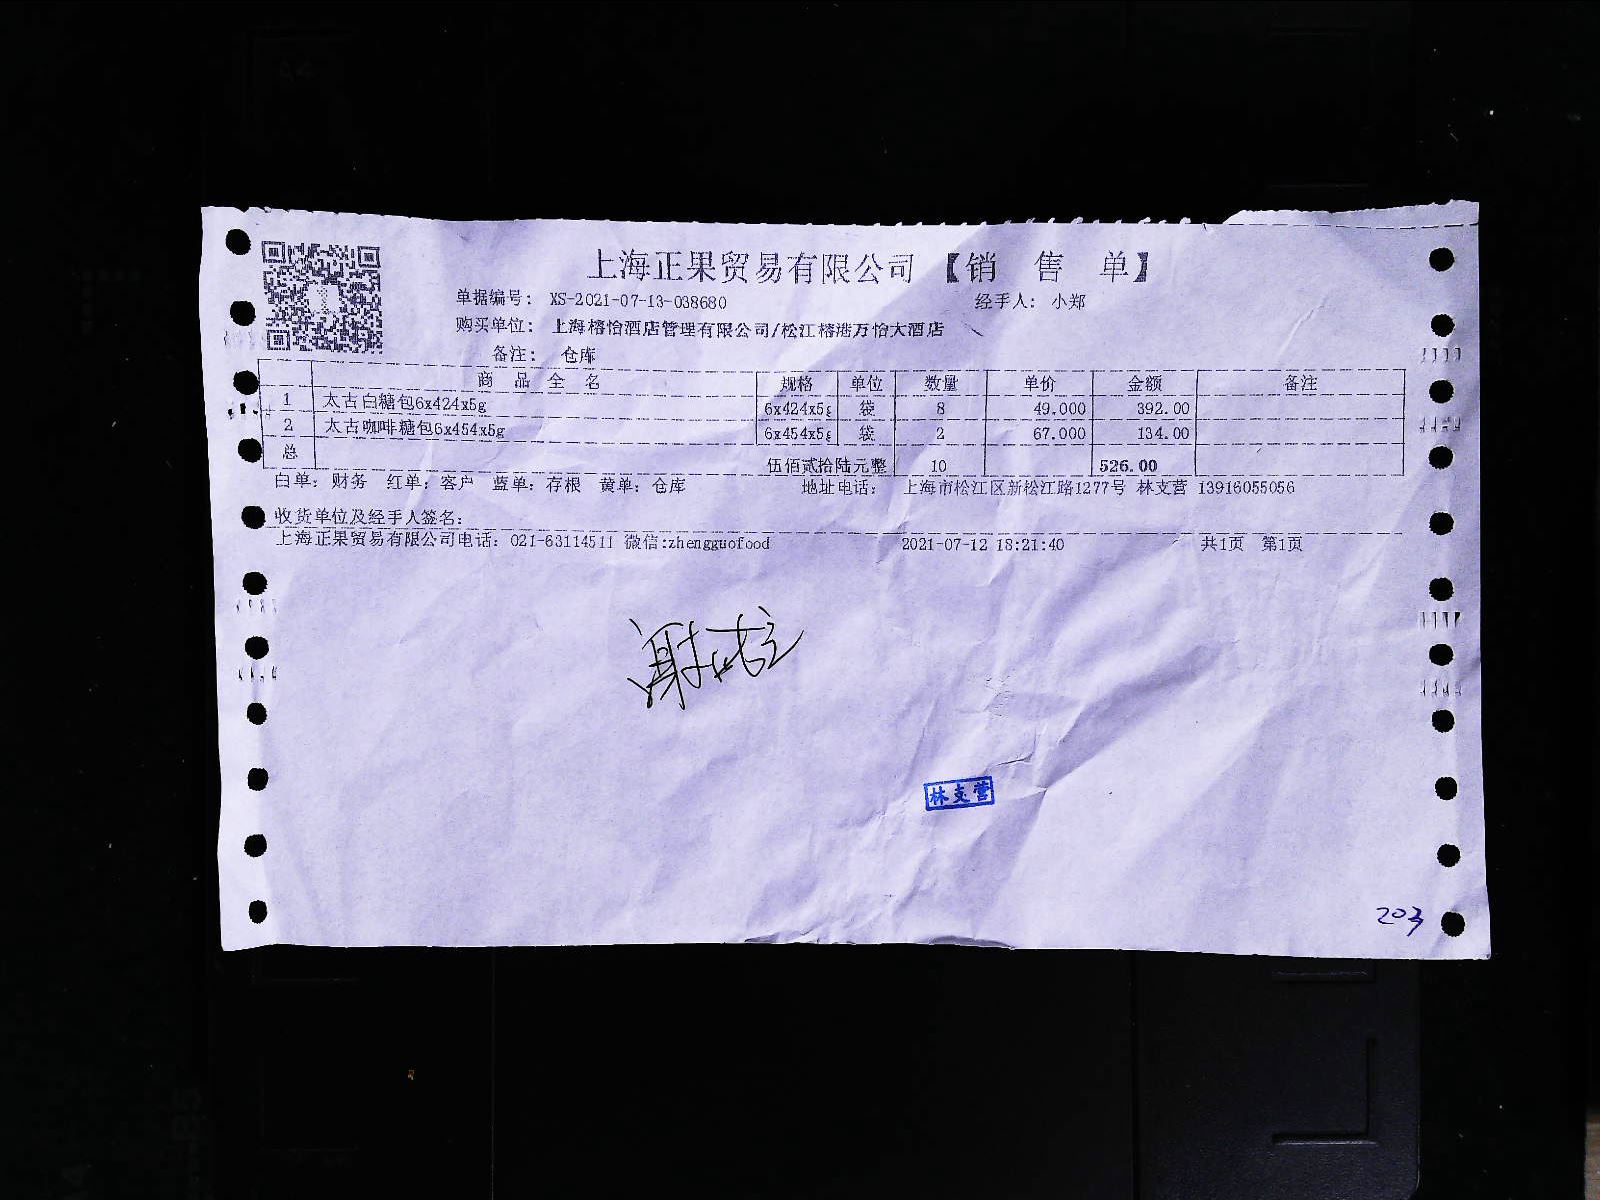 上海正果贸易有限公司【销 售 单】
单据编号: XS-2021-07-13-038680 经手人: 小郑
购买单位: 上海榕怡酒店管理有限公司/松江榕港万怡大酒店
备注: 仓库
商 品 全 名 规格 单位 数量 单价 金额 备注
1 太古白糖包6x424x5g 6x424x5g 袋 8 49.000 392.00
2 太古咖啡糖包6x454x5g 6x454x5g 袋 2 67.000 134.00
总 伍佰贰拾陆元整 10 526.00
白单: 财务 红单: 客户 蓝单: 存根 黄单: 仓库 地址电话: 上海市松江区新松江路1277号 林支营 13916055056
收货单位及经手人签名:
上海正果贸易有限公司电话: 021-63114511 微信:zhengguofood 2021-07-12 18:21:40 共1页 第1页
林支营
203